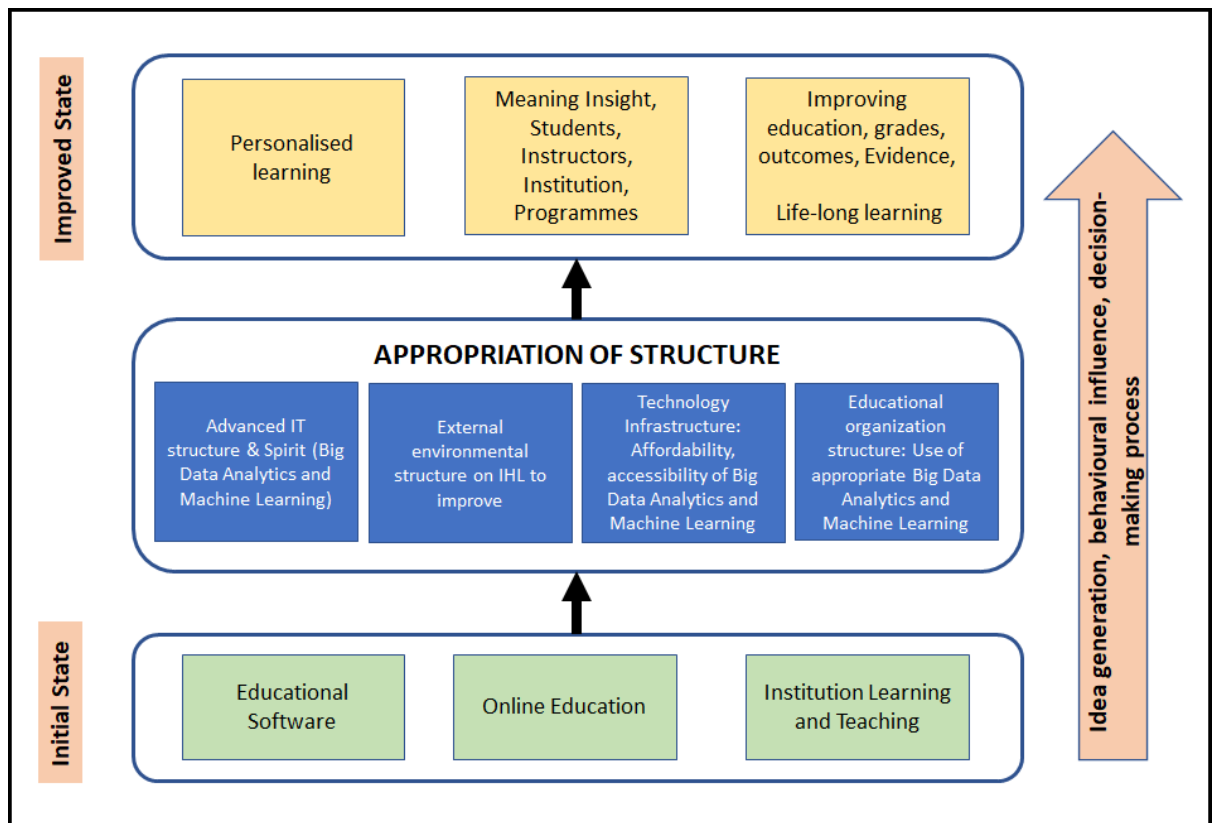 Improved State
Personalised
learning
Meaning Insight,
Students,
Instructors,
Institution,
Programmes
Improving
education, grades,
outcomes, Evidence,
Life-long learning
APPROPRIATION OF STRUCTURE
Advanced IT
structure & Spirit (Big
Data Analytics and
Machine Learning)
External
environmental
structure on IHL to
improve
Technology
Infrastructure:
Affordability,
accessibility of Big
Data Analytics and
Machine Learning
Educational
organization
structure: Use of
appropriate Big Data
Analytics and
Machine Learning
Initial State
Educational
Software
Online Education
Institution Learning
and Teaching
Idea generation, behavioural influence, decision-
making process